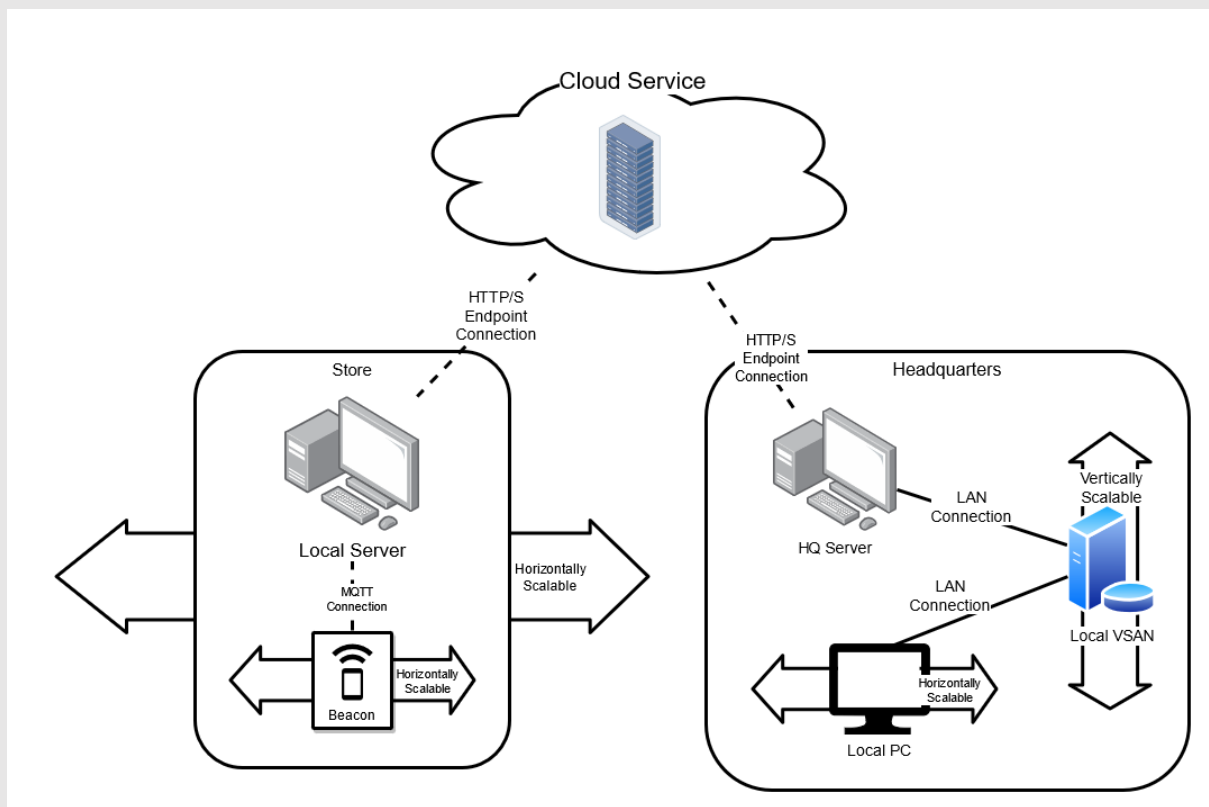 Cloud Service
HTTP/S
Endpoint
Connection
HTTP/S
Endpoint
Connection
Store
Headquarters
Local Server
MQTT
Connection
Horizontally
Scalable
Horizontally
Scalable
Beacon
HQ Server
LAN
Connection
Vertically
Scalable
LAN
Connection
Local VSAN
Horizontally
Scalable
Local PC